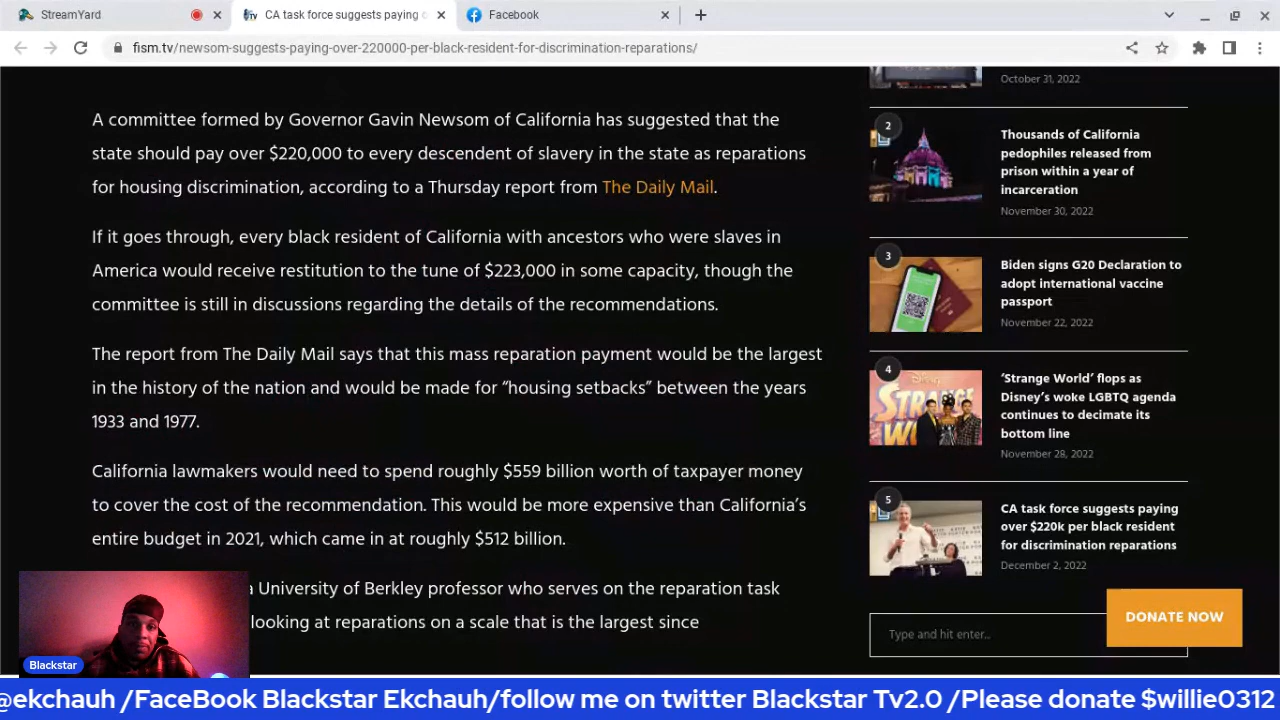 StreamYard
CA task force suggests paying o
Facebook
fism.tv/newsom-suggests-paying-over-220000-per-black-resident-for-discrimination-reparations/
A committee formed by Governor Gavin Newsom of California has suggested that the
state should pay over $220,000 to every descendent of slavery in the state as reparations
for housing discrimination, according to a Thursday report from The Daily Mail.
If it goes through, every black resident of California with ancestors who were slaves in
America would receive restitution to the tune of $223,000 in some capacity, though the
committee is still in discussions regarding the details of the recommendations.
The report from The Daily Mail says that this mass reparation payment would be the largest
in the history of the nation and would be made for “housing setbacks” between the years
1933 and 1977.
California lawmakers would need to spend roughly $559 billion worth of taxpayer money
to cover the cost of the recommendation. This would be more expensive than California’s
entire budget in 2021, which came in at roughly $512 billion.
a University of Berkley professor who serves on the reparation task
looking at reparations on a scale that is the largest since
October 31, 2022
2
Thousands of California
pedophiles released from
prison within a year of
incarceration
November 30, 2022
3
Biden signs G20 Declaration to
adopt international vaccine
passport
November 22, 2022
4
‘Strange World’ flops as
Disney’s woke LGBTQ agenda
continues to decimate its
bottom line
November 28, 2022
5
CA task force suggests paying
over $220k per black resident
for discrimination reparations
December 2, 2022
Type and hit enter..
DONATE NOW
Blackstar
@ekchauh /FaceBook Blackstar Ekchauh/follow me on twitter Blackstar Tv2.0 /Please donate $willie0312